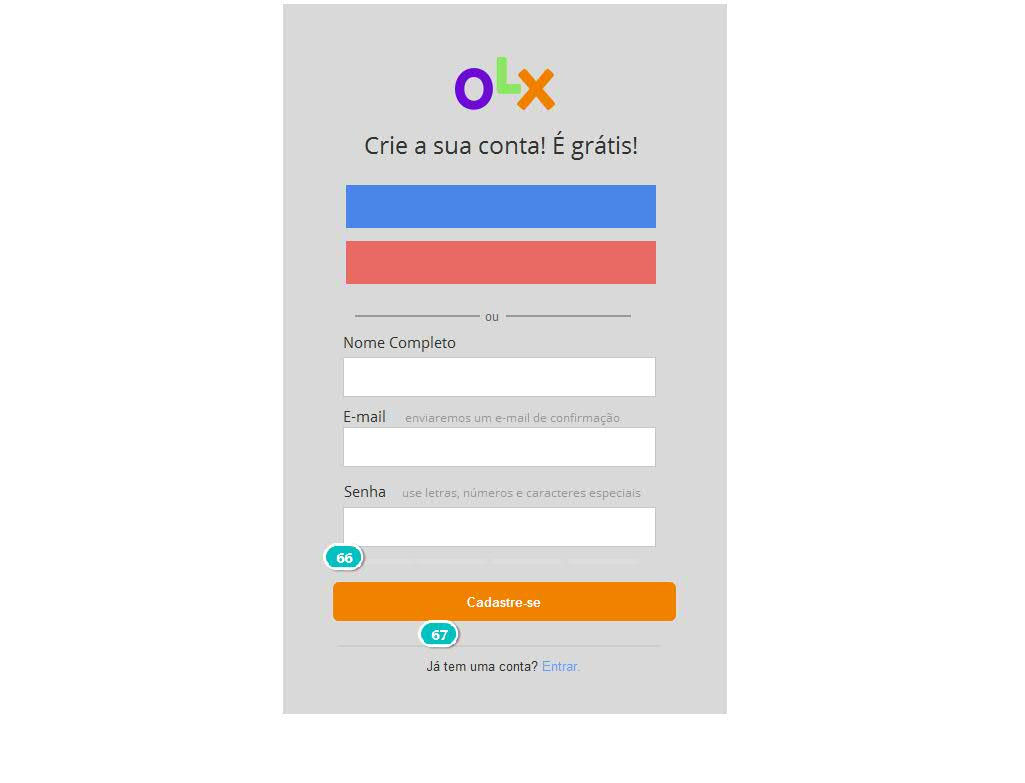 OLX
Crie a sua conta! É grátis!
ou
Nome Completo
E-mail enviaremos um e-mail de confirmação
Senha use letras, números e caracteres especiais
66
Cadastre-se
67
Já tem uma conta? Entrar.